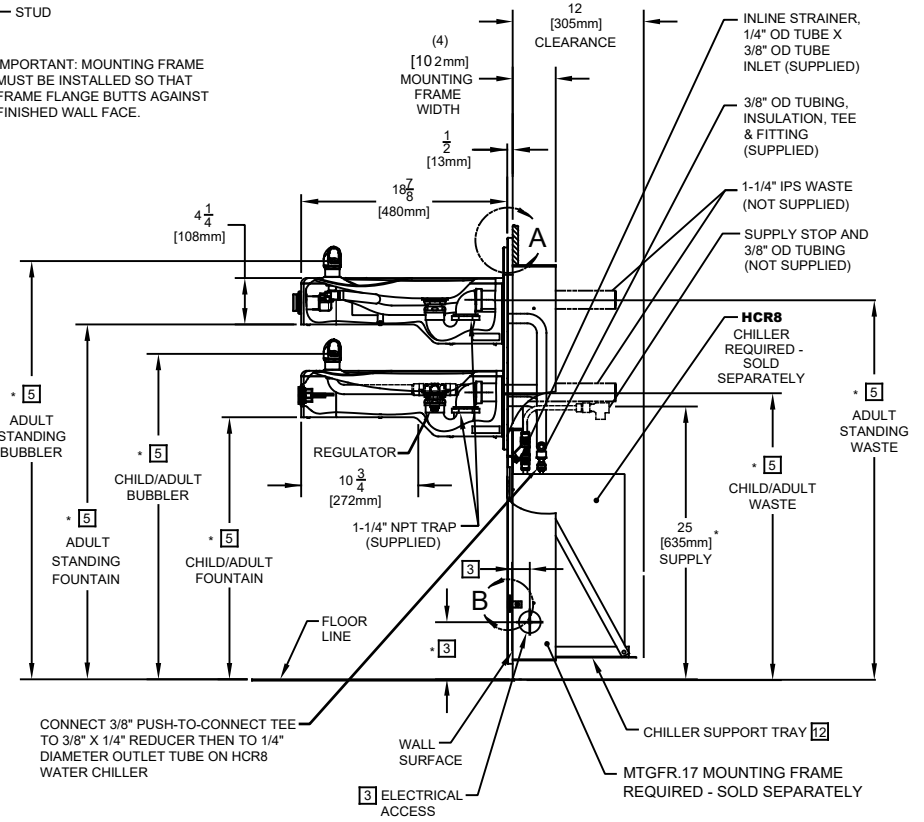 STUD
IMPORTANT: MOUNTING FRAME
MUST BE INSTALLED SO THAT
FRAME FLANGE BUTTS AGAINST
FINISHED WALL FACE.
12
[305mm]
CLEARANCE
(4)
[102mm]
MOUNTING
FRAME
WIDTH
1/2
[13mm]
18 7/8
[480mm]
4 1/4
[108mm]
A
INLINE STRAINER,
1/4" OD TUBE X
3/8" OD TUBE
INLET (SUPPLIED)
3/8" OD TUBING,
INSULATION, TEE
& FITTING
(SUPPLIED)
1-1/4" IPS WASTE
(NOT SUPPLIED)
SUPPLY STOP AND
3/8" OD TUBING
(NOT SUPPLIED)
HCR8
CHILLER
REQUIRED -
SOLD
SEPARATELY
* 5
ADULT
STANDING
BUBBLER
* 5
ADULT
STANDING
FOUNTAIN
* 5
CHILD/ADULT
BUBBLER
* 5
CHILD/ADULT
FOUNTAIN
REGULATOR
10 3/4
[272mm]
1-1/4" NPT TRAP
(SUPPLIED)
3
B
* 3
25
[635mm] *
SUPPLY
* 5
CHILD/ADULT
WASTE
* 5
ADULT
STANDING
WASTE
FLOOR
LINE
CONNECT 3/8" PUSH-TO-CONNECT TEE
TO 3/8" X 1/4" REDUCER THEN TO 1/4"
DIAMETER OUTLET TUBE ON HCR8
WATER CHILLER
WALL
SURFACE
3 ELECTRICAL
ACCESS
CHILLER SUPPORT TRAY 12
MTGFR.17 MOUNTING FRAME
REQUIRED - SOLD SEPARATELY